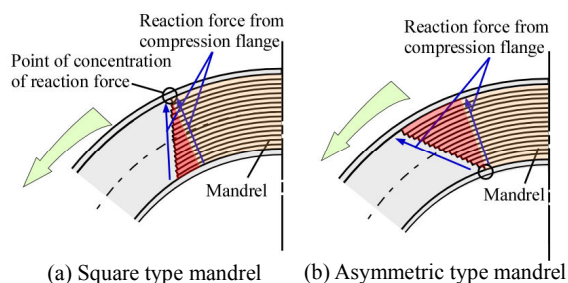 Reaction force from
compression flange
Point of concentration
of reaction force
Mandrel
(a) Square type mandrel
Reaction force from
compression flange
Mandrel
(b) Asymmetric type mandrel